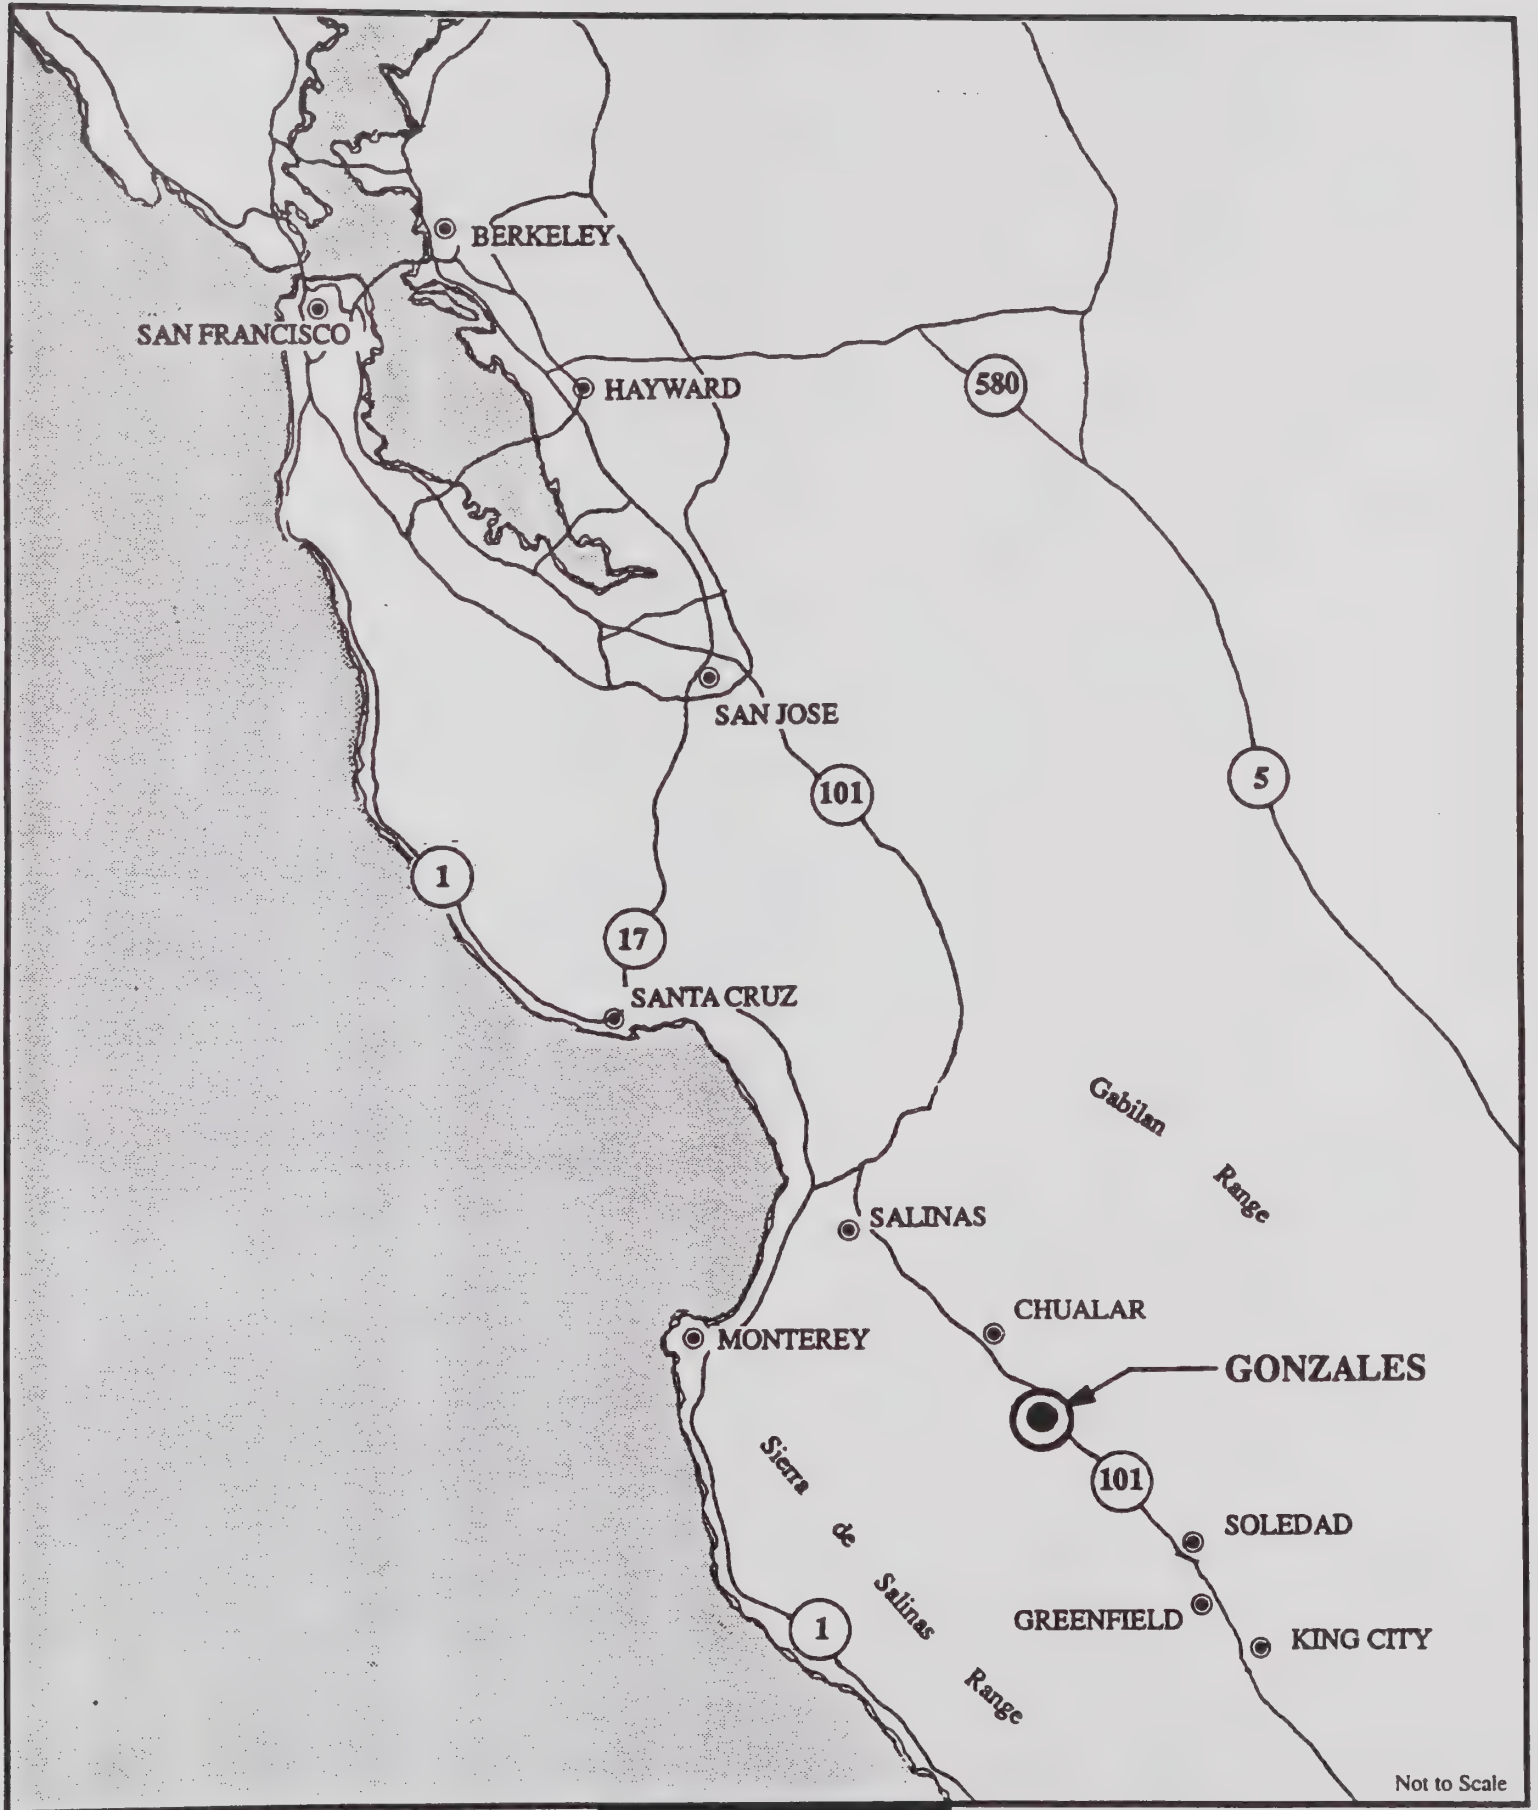 BERKELEY
SAN FRANCISCO
HAYWARD
580
SAN JOSE
101
5
1
17
SANTA CRUZ
Gabilan
Range
SALINAS
CHUALAR
MONTEREY
GONZALES
Sierra
de
Salinas
Range
101
SOLEDAD
GREENFIELD
KING CITY
1
Not to Scale